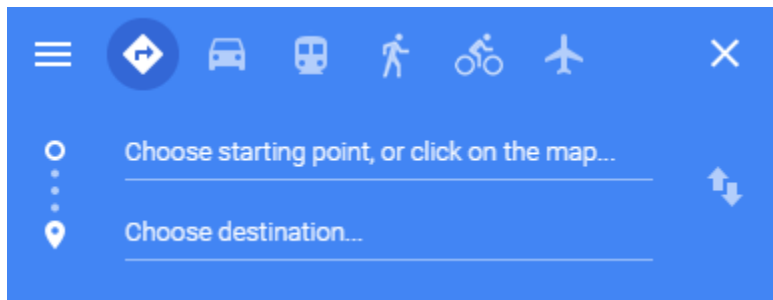 Choose starting point, or click on the map...
Choose destination...